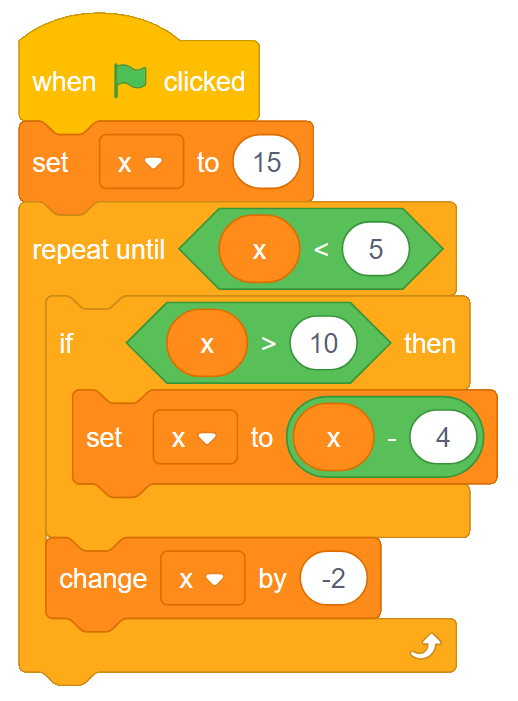 when clicked
set x to 15
repeat until x < 5
if x > 10 then
set x to x - 4
change x by -2